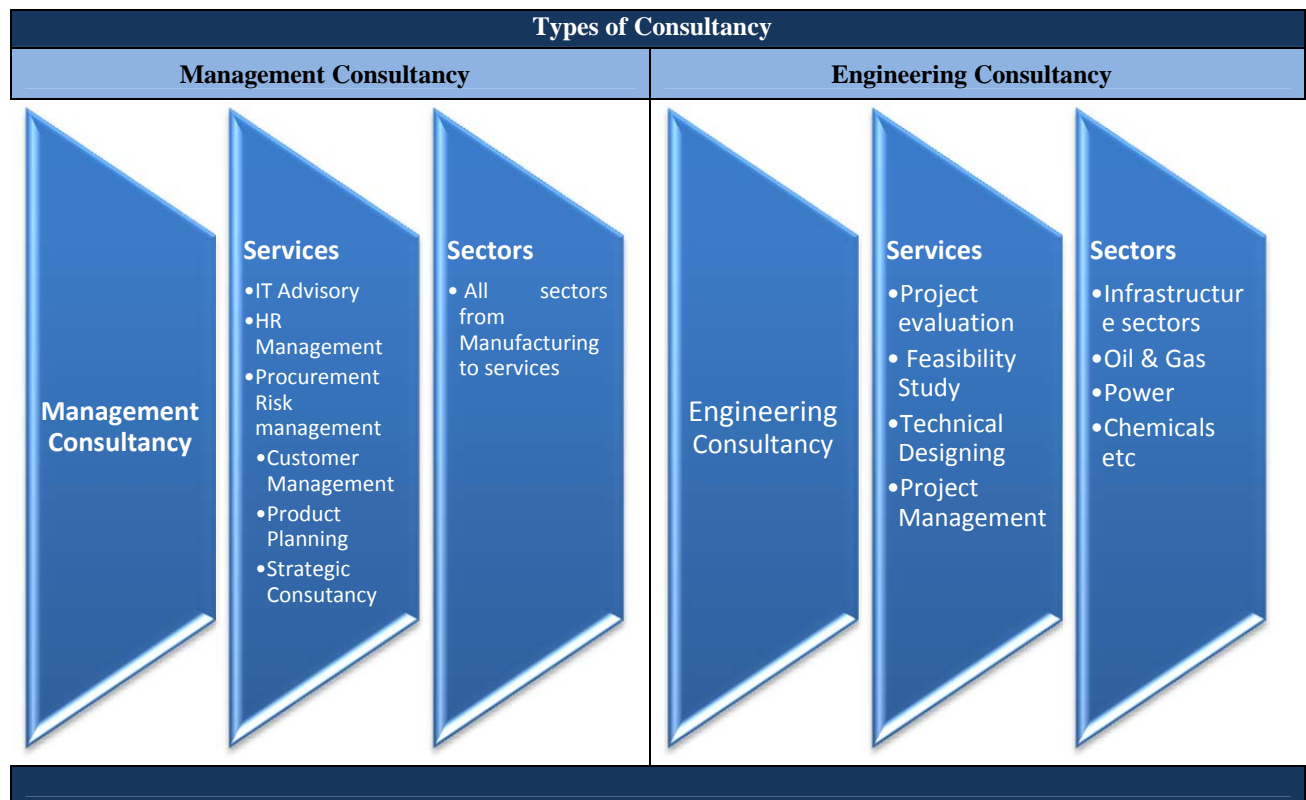 Types of Consultancy
Management Consultancy
Engineering Consultancy
Management
Consultancy
Services
•IT Advisory
•HR
Management
•Procurement
Risk
management
•Customer
Management
•Product
Planning
•Strategic
Consutancy
Sectors
• All sectors
from
Manufacturing
to services
Engineering
Consultancy
Services
•Project
evaluation
• Feasibility
Study
•Technical
Designing
•Project
Management
Sectors
•Infrastructur
e sectors
•Oil & Gas
•Power
•Chemicals
etc